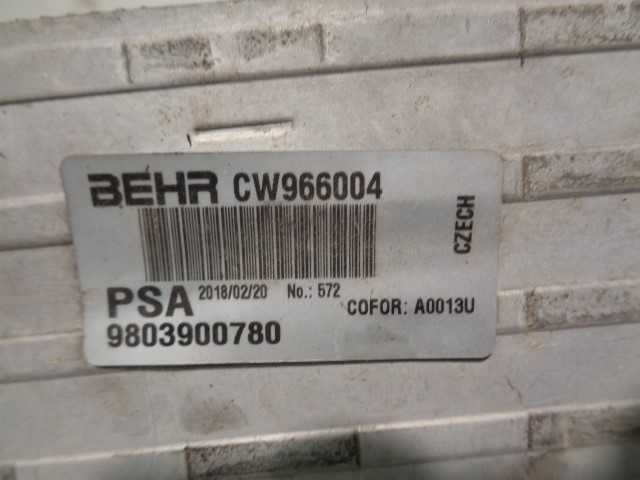 BEHR CW966004
CZECH
PSA 2018/02/20 No.: 572
COFOR: A0013U
9803900780